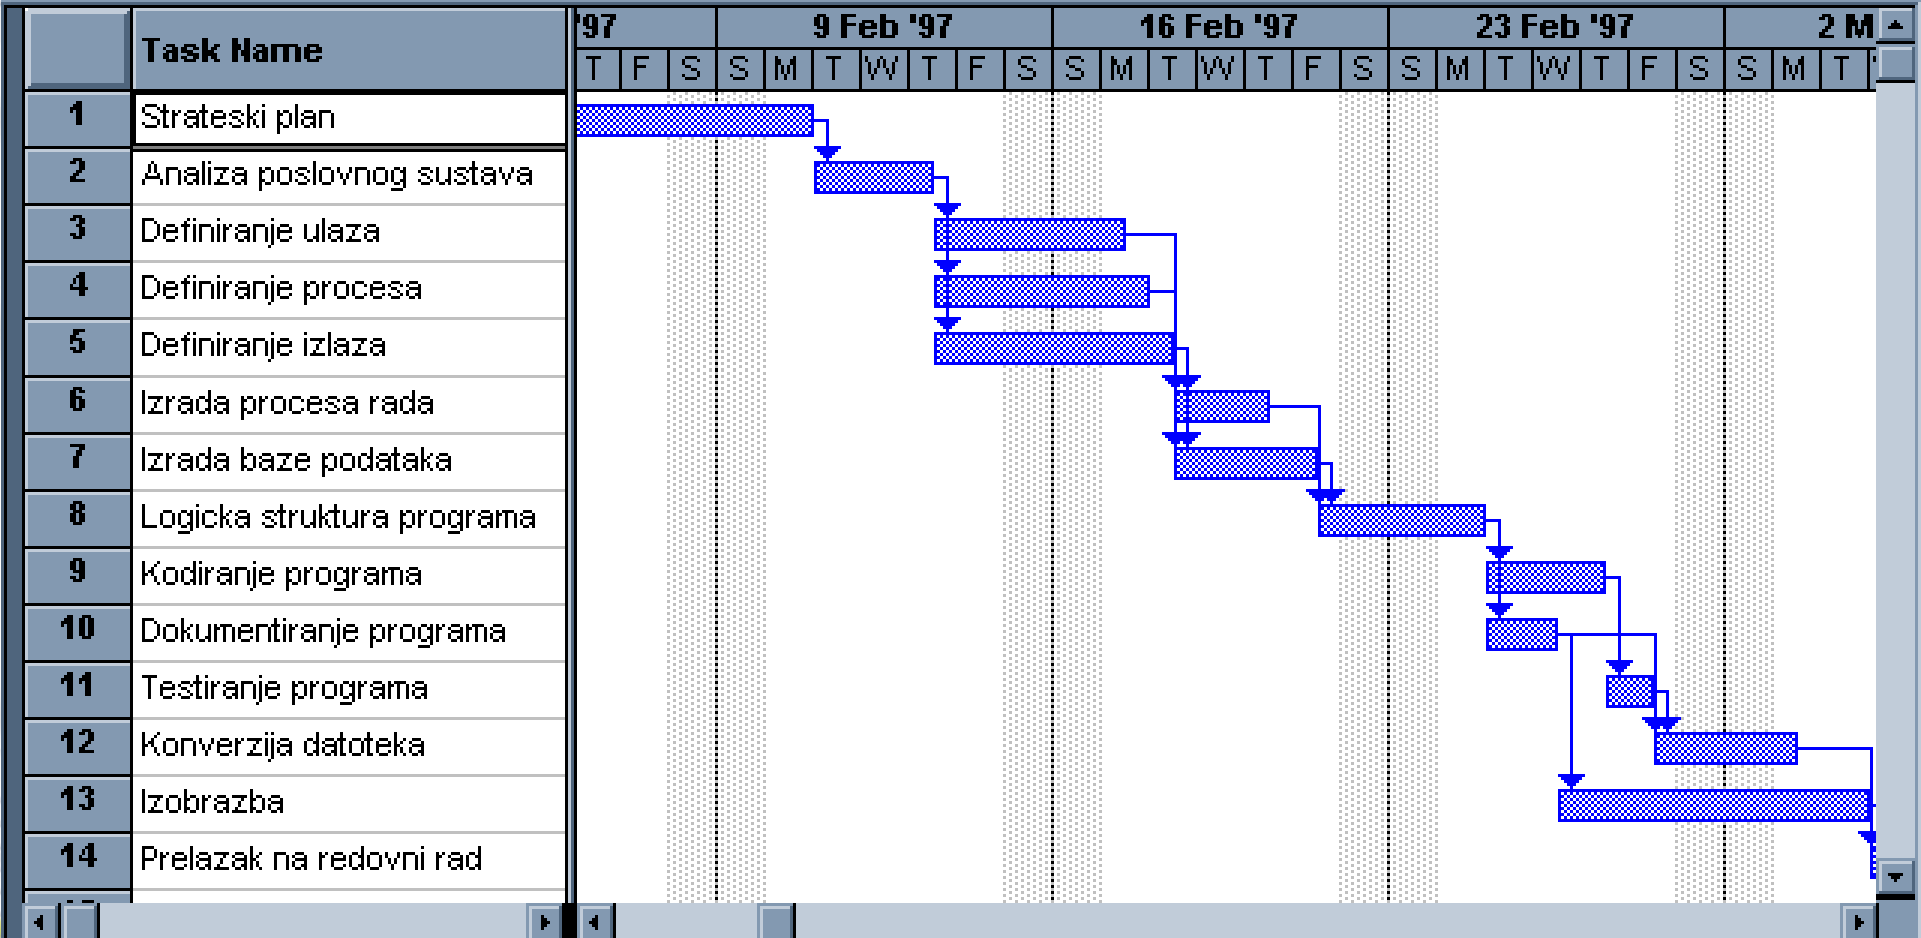 '97 9 Feb '97 16 Feb '97 23 Feb '97 2 M
Task Name
T F S S M T W T F S S M T W T F S S M T W T F S S M T
1 Strateski plan
2 Analiza poslovnog sustava
3 Definiranje ulaza
4 Definiranje procesa
5 Definiranje izlaza
6 Izrada procesa rada
7 Izrada baze podataka
8 Logicka struktura programa
9 Kodiranje programa
10 Dokumentiranje programa
11 Testiranje programa
12 Konverzija datoteka
13 Izobrazba
14 Prelazak na redovni rad